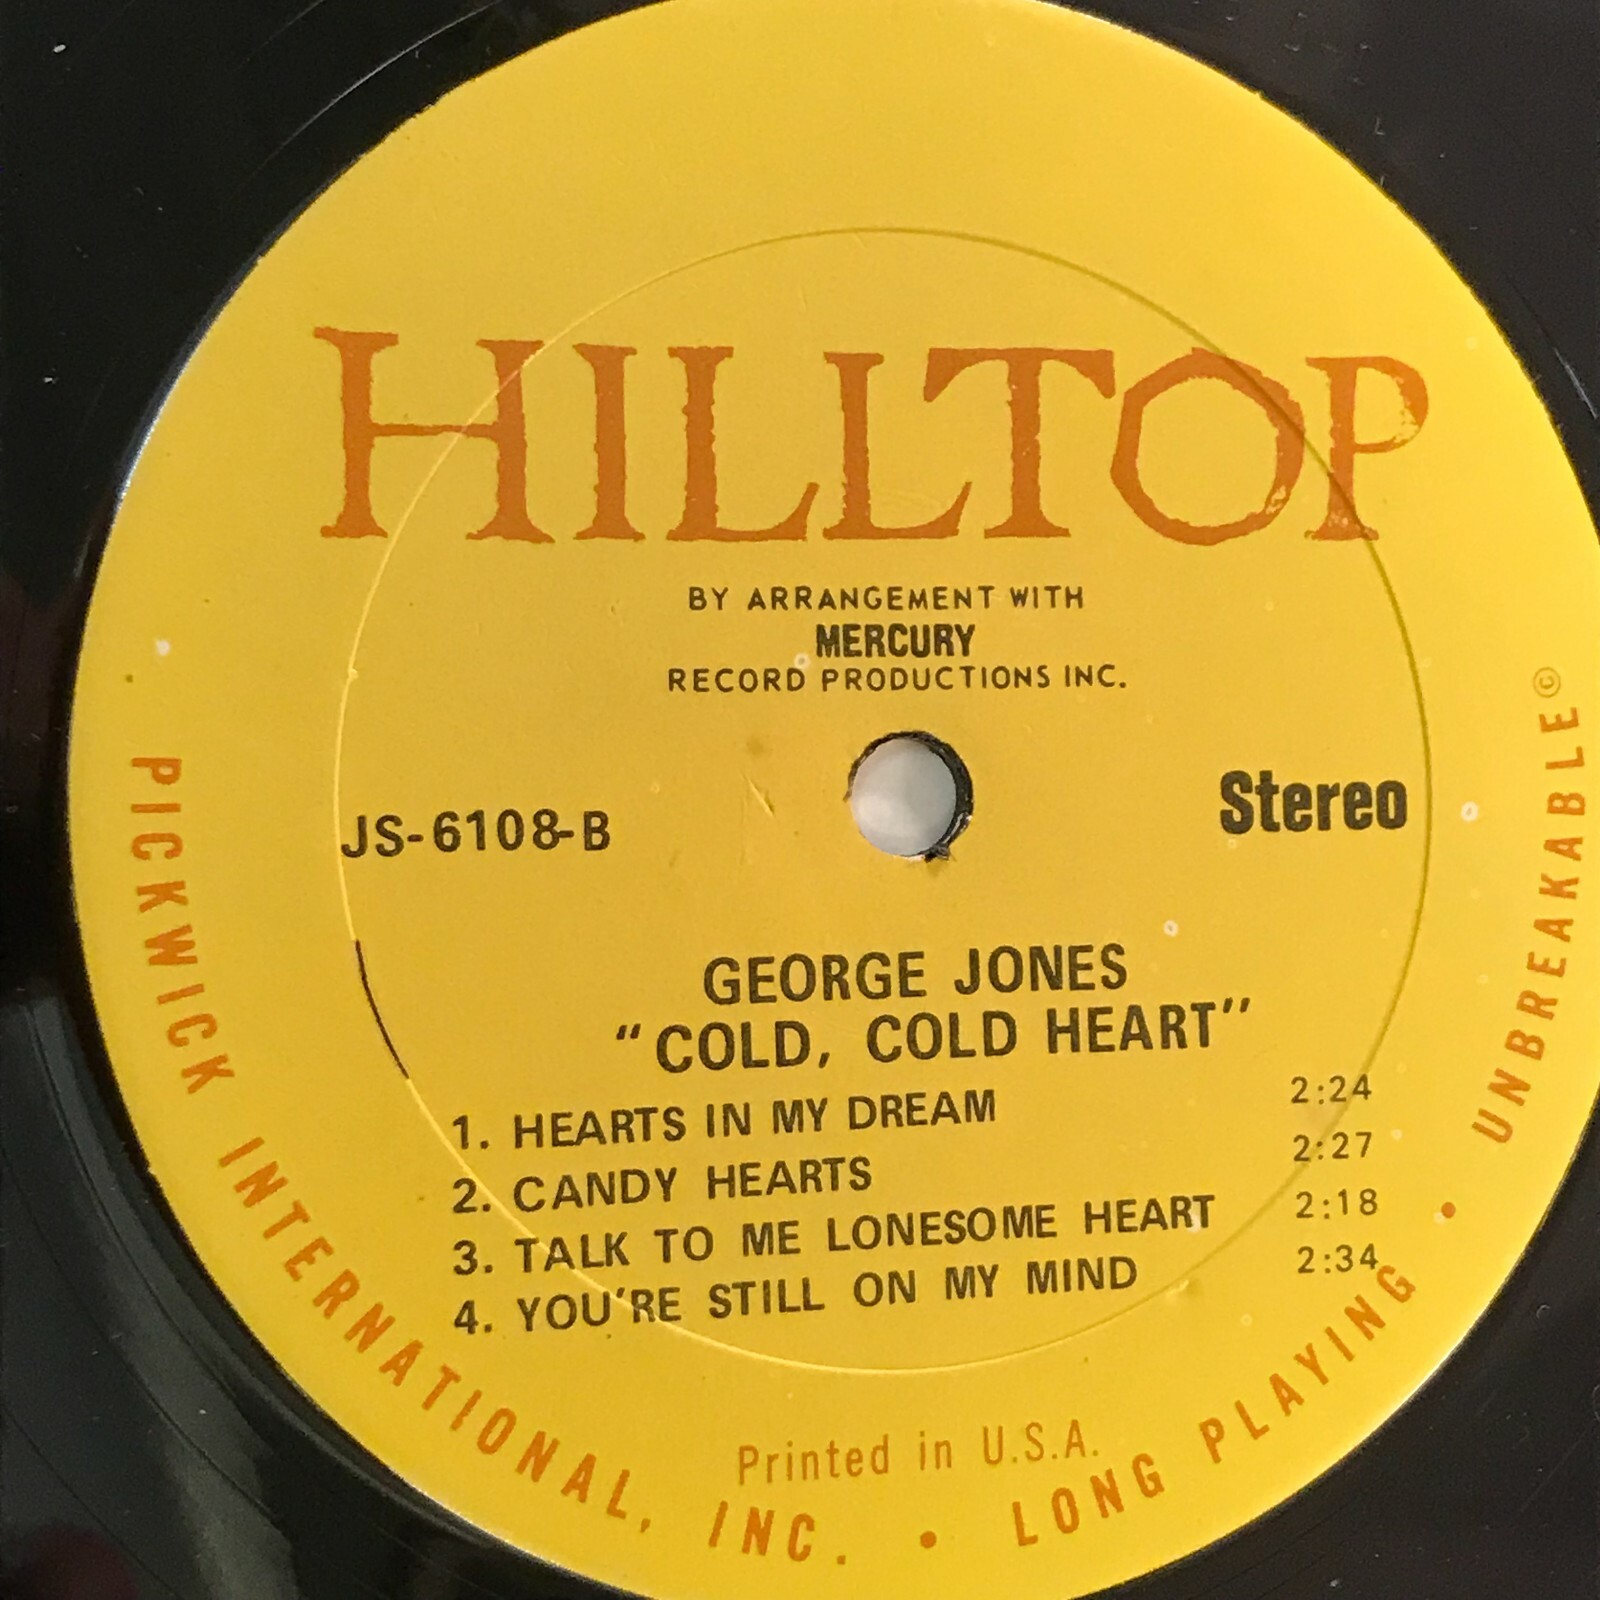 HILLTOP
BY ARRANGEMENT WITH
MERCURY
RECORD PRODUCTIONS INC.
JS-6108-B
Stereo
GEORGE JONES
"COLD, COLD HEART"
1. HEARTS IN MY DREAM 2:24
2. CANDY HEARTS 2:27
3. TALK TO ME LONESOME HEART 2:18
4. YOU'RE STILL ON MY MIND 2:34
Printed in U.S.A.
PICKWICK INTERNATIONAL, INC. • LONG PLAYING • UNBREAKABLE ©